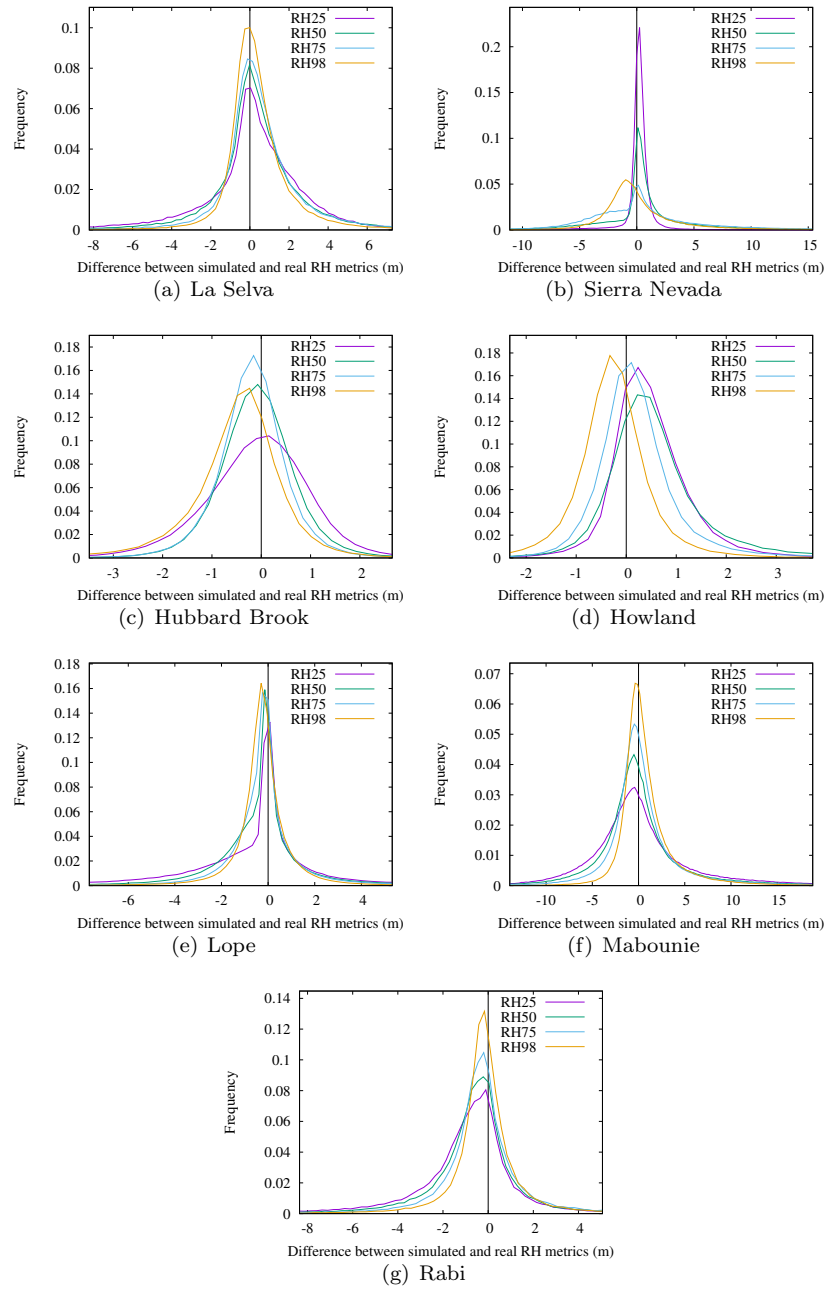 0.1
0.08
0.06
0.04
0.02
0
-8 -6 -4 -2 0 2 4 6
Frequency
Difference between simulated and real RH metrics (m)
RH25
RH50
RH75
RH98
(a) La Selva
0.2
0.15
0.1
0.05
0
-10 -5 0 5 10 15
Frequency
Difference between simulated and real RH metrics (m)
RH25
RH50
RH75
RH98
(b) Sierra Nevada
0.18
0.16
0.14
0.12
0.1
0.08
0.06
0.04
0.02
0
-3 -2 -1 0 1 2
Frequency
Difference between simulated and real RH metrics (m)
RH25
RH50
RH75
RH98
(c) Hubbard Brook
0.18
0.16
0.14
0.12
0.1
0.08
0.06
0.04
0.02
0
-2 -1 0 1 2 3
Frequency
Difference between simulated and real RH metrics (m)
RH25
RH50
RH75
RH98
(d) Howland
0.18
0.16
0.14
0.12
0.1
0.08
0.06
0.04
0.02
0
-6 -4 -2 0 2 4
Frequency
Difference between simulated and real RH metrics (m)
RH25
RH50
RH75
RH98
(e) Lope
0.07
0.06
0.05
0.04
0.03
0.02
0.01
0
-10 -5 0 5 10 15
Frequency
Difference between simulated and real RH metrics (m)
RH25
RH50
RH75
RH98
(f) Mabounie
0.14
0.12
0.1
0.08
0.06
0.04
0.02
0
-8 -6 -4 -2 0 2 4
Frequency
Difference between simulated and real RH metrics (m)
RH25
RH50
RH75
RH98
(g) Rabi